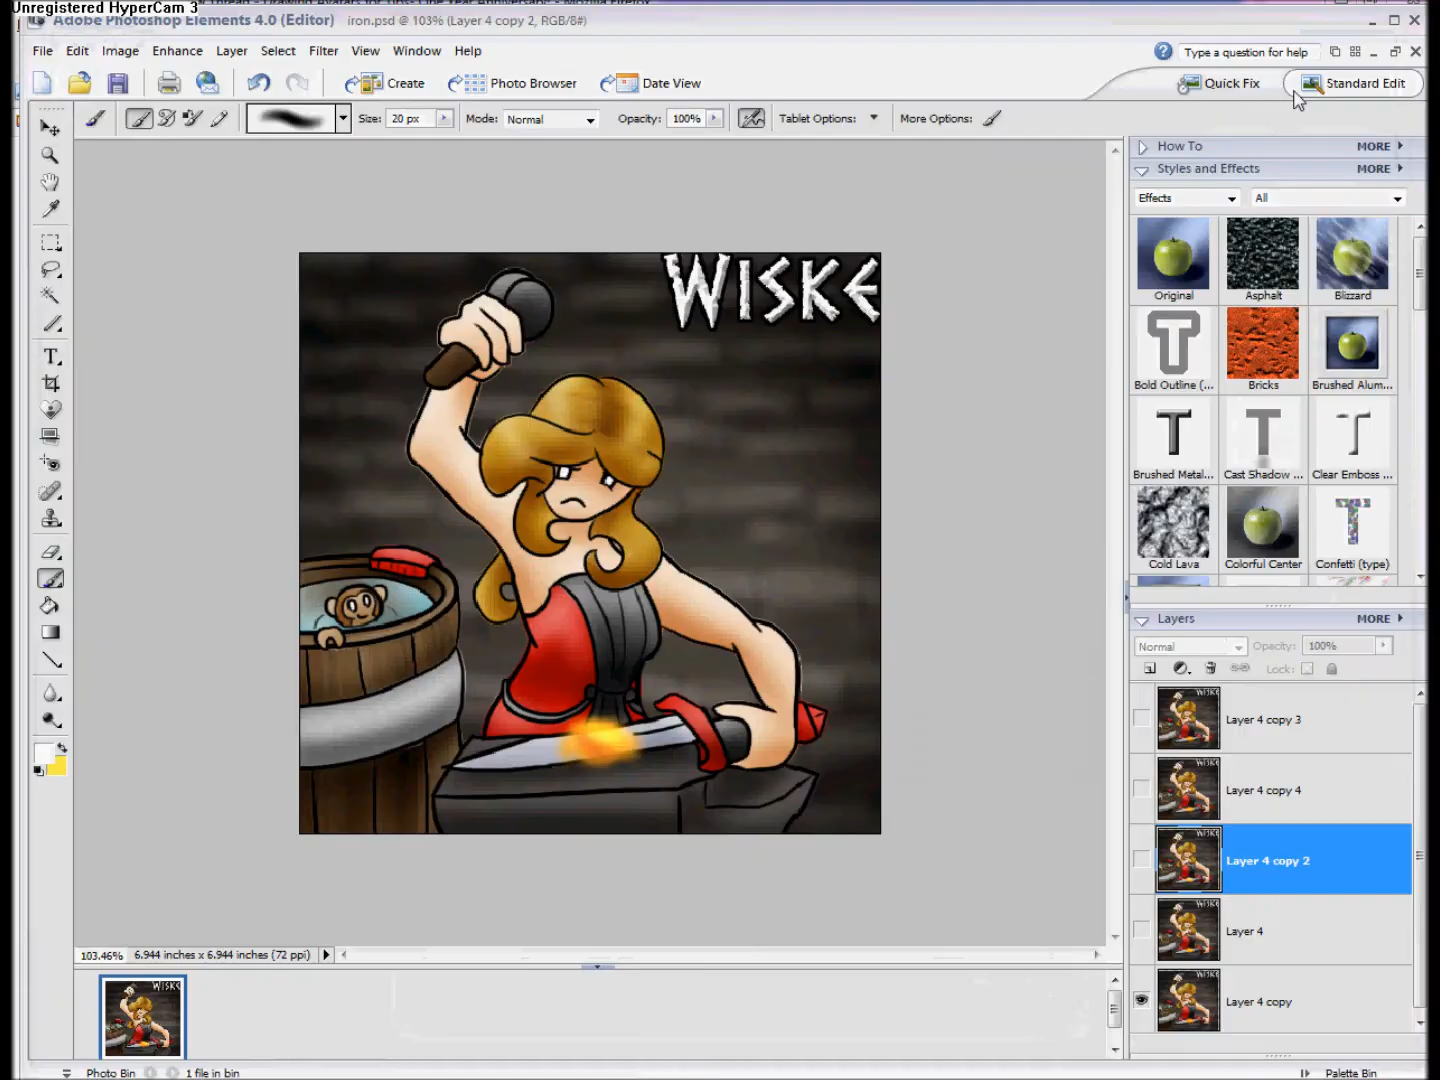 Unregistered HyperCam 3
Adobe Photoshop Elements 4.0 (Editor) iron.psd @ 103% (Layer 4 copy 2, RGB/8#)
File Edit Image Enhance Layer Select Filter View Window Help
Type a question for help
Create Photo Browser Date View Quick Fix Standard Edit
Size: 20 px Mode: Normal Opacity: 100% Tablet Options: More Options:
How To MORE
Styles and Effects MORE
Effects All
Original Asphalt Blizzard
Bold Outline (... Bricks Brushed Alum...
Brushed Metal... Cast Shadow ... Clear Emboss ...
Cold Lava Colorful Center Confetti (type)
WISKE
Layers MORE
Normal Opacity: 100%
Lock:
Layer 4 copy 3
Layer 4 copy 4
Layer 4 copy 2
Layer 4
Layer 4 copy
103.46% 6.944 inches x 6.944 inches (72 ppi)
Photo Bin 1 file in bin Palette Bin